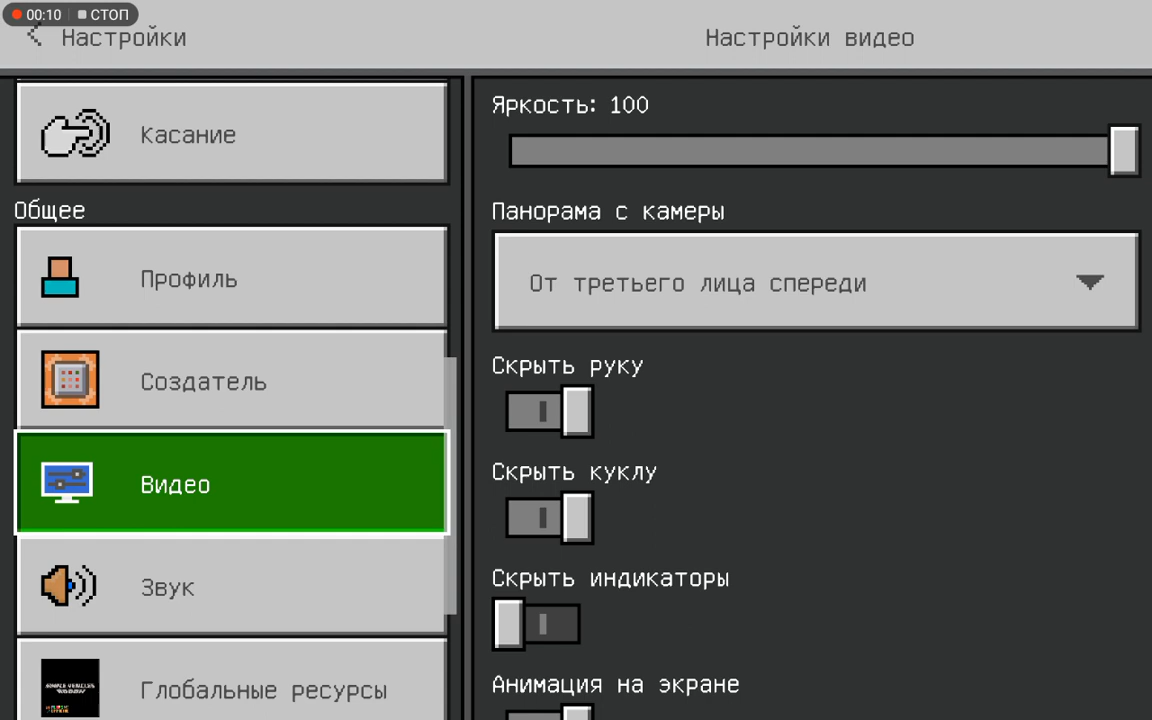 00:10 СТОП
Настройки
Настройки видео
Касание
Общее
Профиль
Создатель
Видео
Звук
Глобальные ресурсы
Яркость: 100
Панорама с камеры
От третьего лица спереди
Скрыть руку
Скрыть куклу
Скрыть индикаторы
Анимация на экране